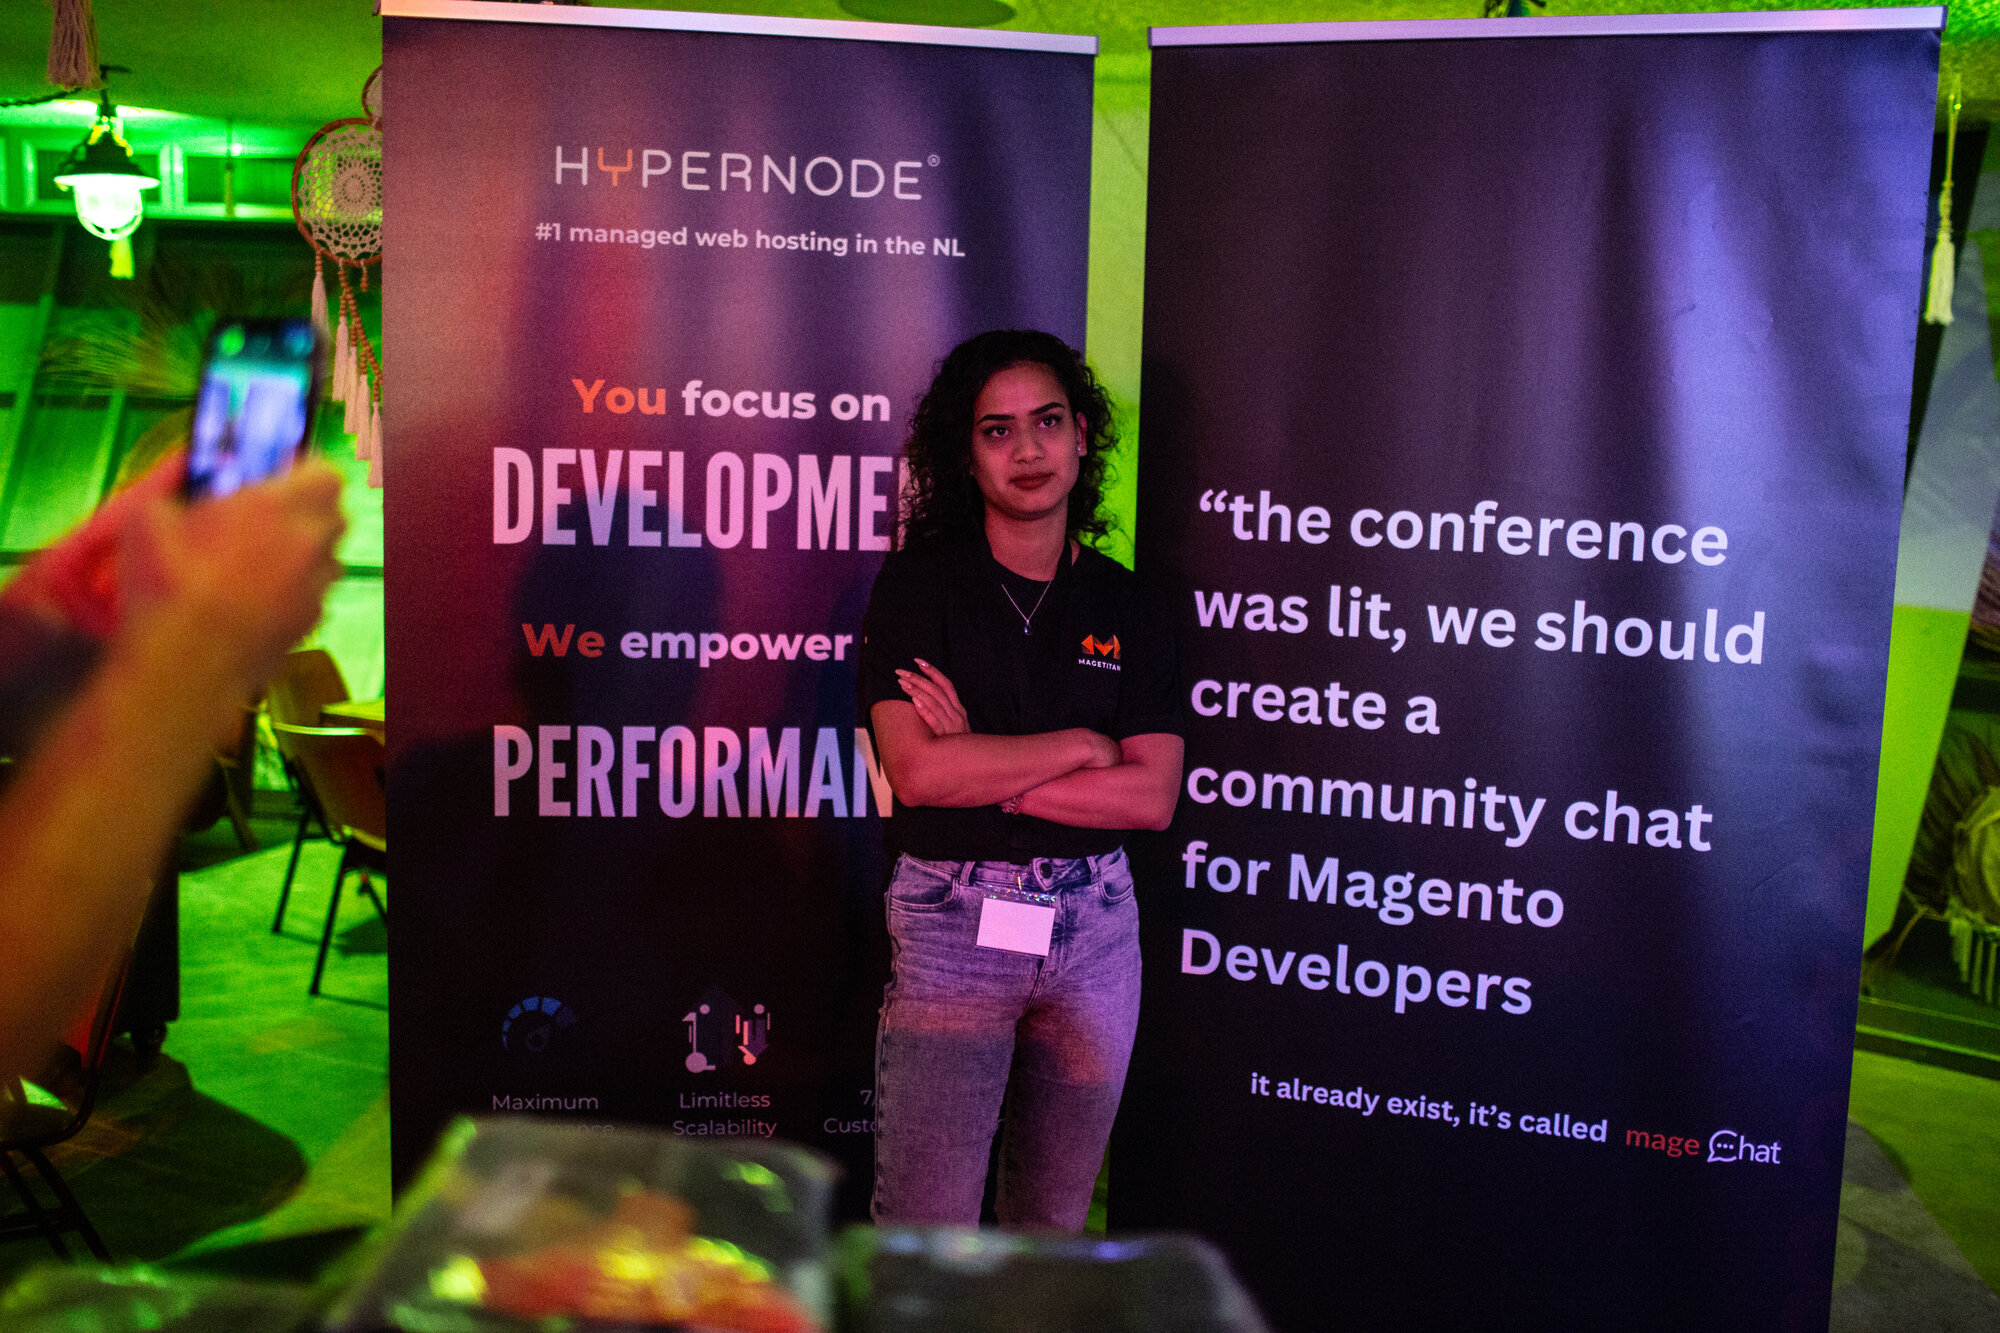 HYPERNODE®
#1 managed web hosting in the NL
You focus on
DEVELOPME
We empower
PERFORMAN
Maximum
Limitless
Scalability
7/
Custo
MAGETITAN
“the conference
was lit, we should
create a
community chat
for Magento
Developers
it already exist, it’s called mage Chat